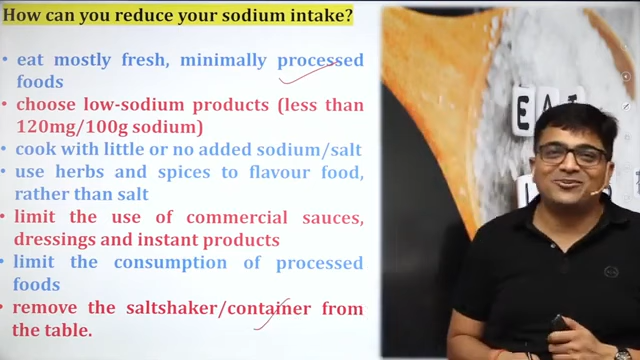 How can you reduce your sodium intake?
• eat mostly fresh, minimally processed
foods
• choose low-sodium products (less than
120mg/100g sodium)
• cook with little or no added sodium/salt
• use herbs and spices to flavour food,
rather than salt
• limit the use of commercial sauces,
dressings and instant products
• limit the consumption of processed
foods
• remove the saltshaker/container from
the table.